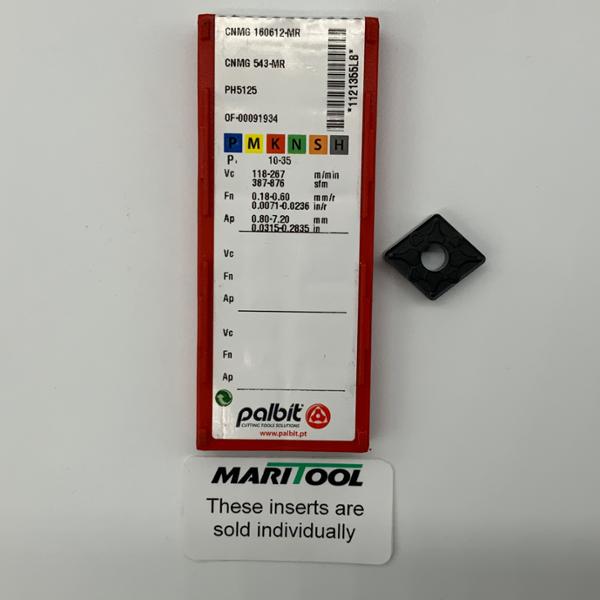 CNMG 160612-MR
CNMG 543-MR
PH5125
OF-00091934
*1121355L8*
P M K N S H
P. 10-35
Vc 118-267 m/min
387-876 sfm
Fn 0.18-0.60 mm/r
0.0071-0.0236 in/r
Ap 0.80-7.20 mm
0.0315-0.2835 in
Vc
Fn
Ap
Vc
Fn
Ap
palbit
CUTTING TOOLS SOLUTIONS
www.palbit.pt
MARITOOL
These inserts are
sold individually